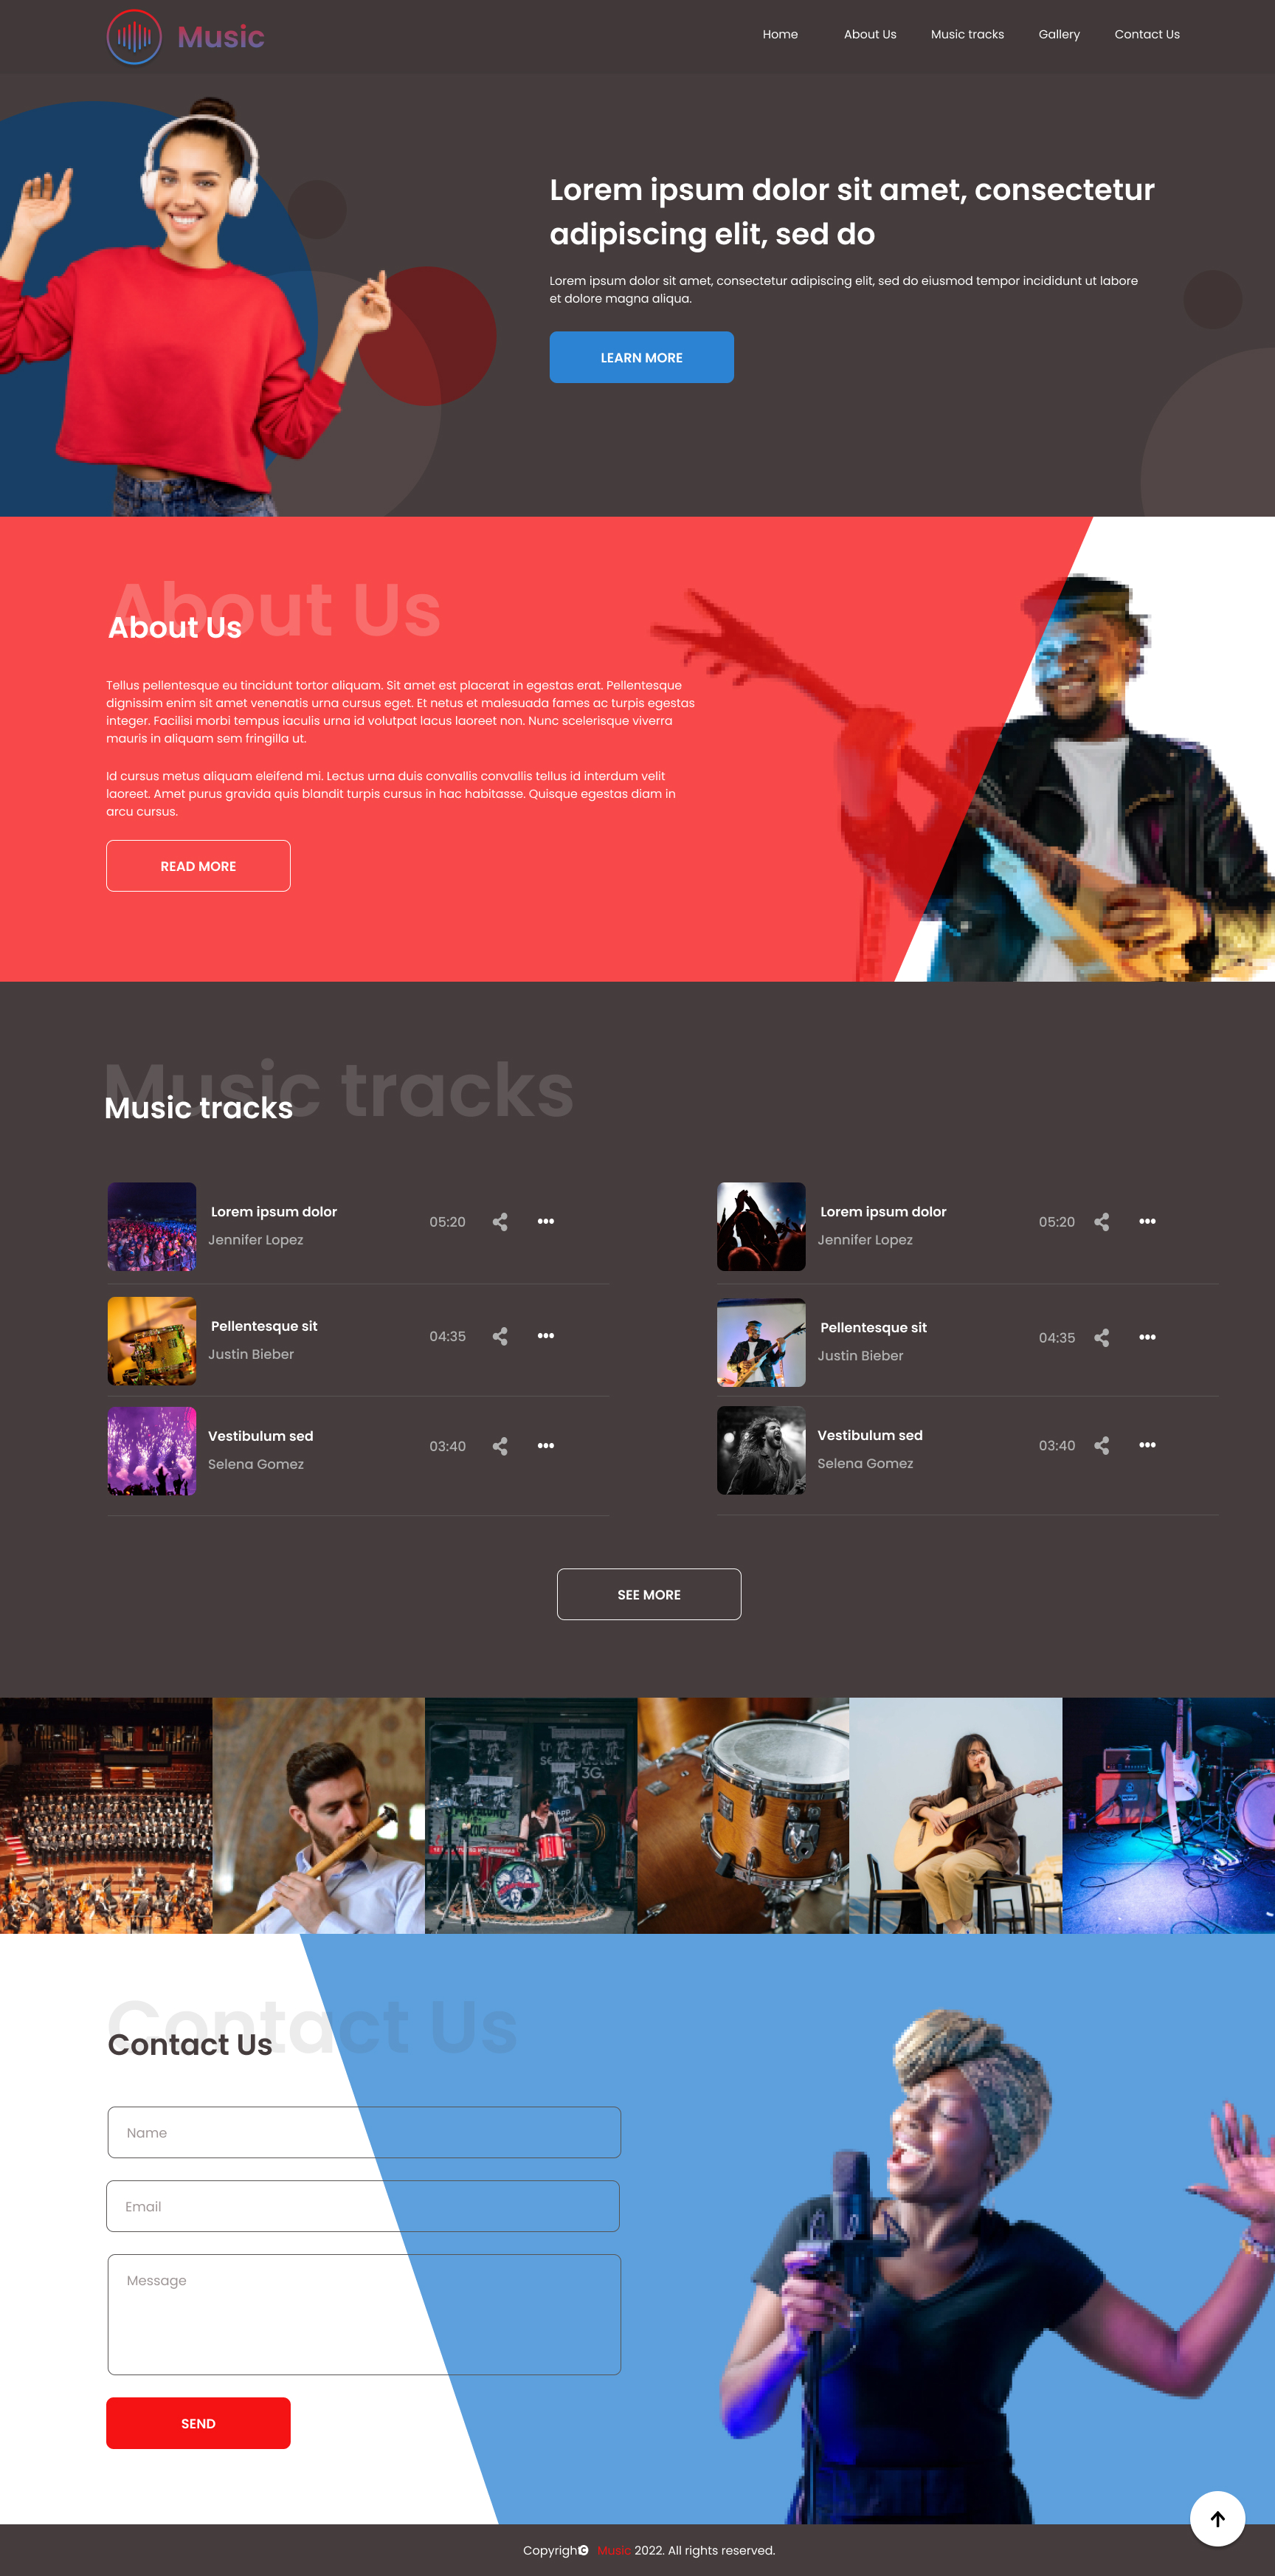 Music
Home
About Us
Music tracks
Gallery
Contact Us
Lorem ipsum dolor sit amet, consectetur
adipiscing elit, sed do
Lorem ipsum dolor sit amet, consectetur adipiscing elit, sed do eiusmod tempor incididunt ut labore
et dolore magna aliqua.
LEARN MORE
About Us
About Us
Tellus pellentesque eu tincidunt tortor aliquam. Sit amet est placerat in egestas erat. Pellentesque
dignissim enim sit amet venenatis urna cursus eget. Et netus et malesuada fames ac turpis egestas
integer. Facilisi morbi tempus iaculis urna id volutpat lacus laoreet non. Nunc scelerisque viverra
mauris in aliquam sem fringilla ut.
Id cursus metus aliquam eleifend mi. Lectus urna duis convallis convallis tellus id interdum velit
laoreet. Amet purus gravida quis blandit turpis cursus in hac habitasse. Quisque egestas diam in
arcu cursus.
READ MORE
Music tracks
Music tracks
Lorem ipsum dolor
Jennifer Lopez
05:20
Pellentesque sit
Justin Bieber
04:35
Vestibulum sed
Selena Gomez
03:40
Lorem ipsum dolor
Jennifer Lopez
05:20
Pellentesque sit
Justin Bieber
04:35
Vestibulum sed
Selena Gomez
03:40
SEE MORE
3G.
Contact Us
Contact Us
Name
Email
Message
SEND
Copyright© Music 2022. All rights reserved.